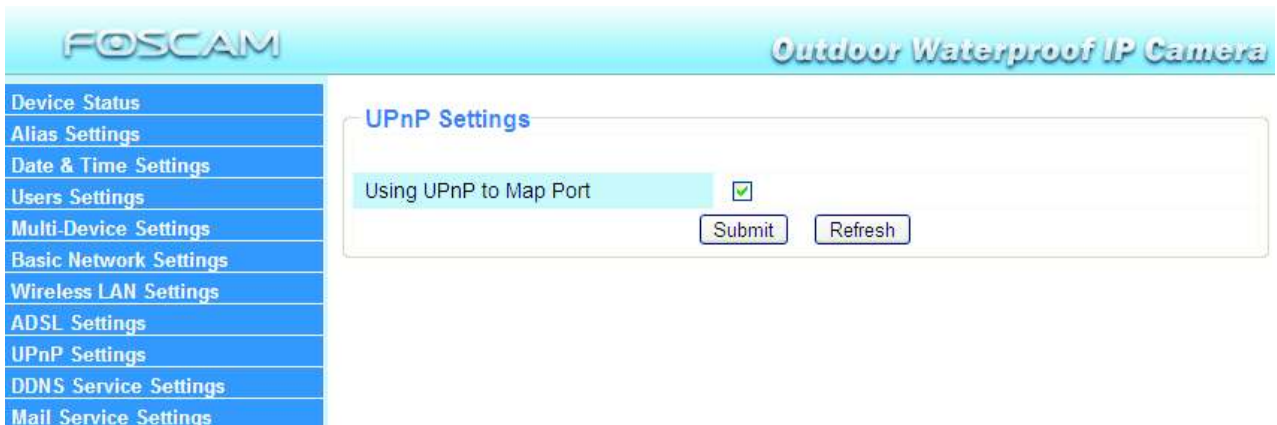 FOSCAM
Outdoor Waterproof IP Camera
Device Status
Alias Settings
Date & Time Settings
Users Settings
Multi-Device Settings
Basic Network Settings
Wireless LAN Settings
ADSL Settings
UPnP Settings
DDNS Service Settings
Mail Service Settings
UPnP Settings
Using UPnP to Map Port
Submit Refresh